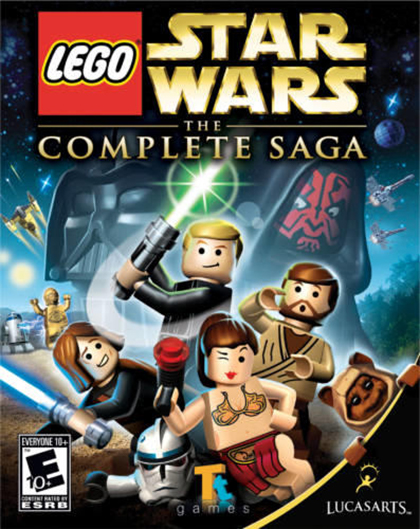 LEGO
STAR
WARS
THE
COMPLETE SAGA
EVERYONE 10+
E
10+
CONTENT RATED BY
ESRB
Tt
games
LUCASARTS